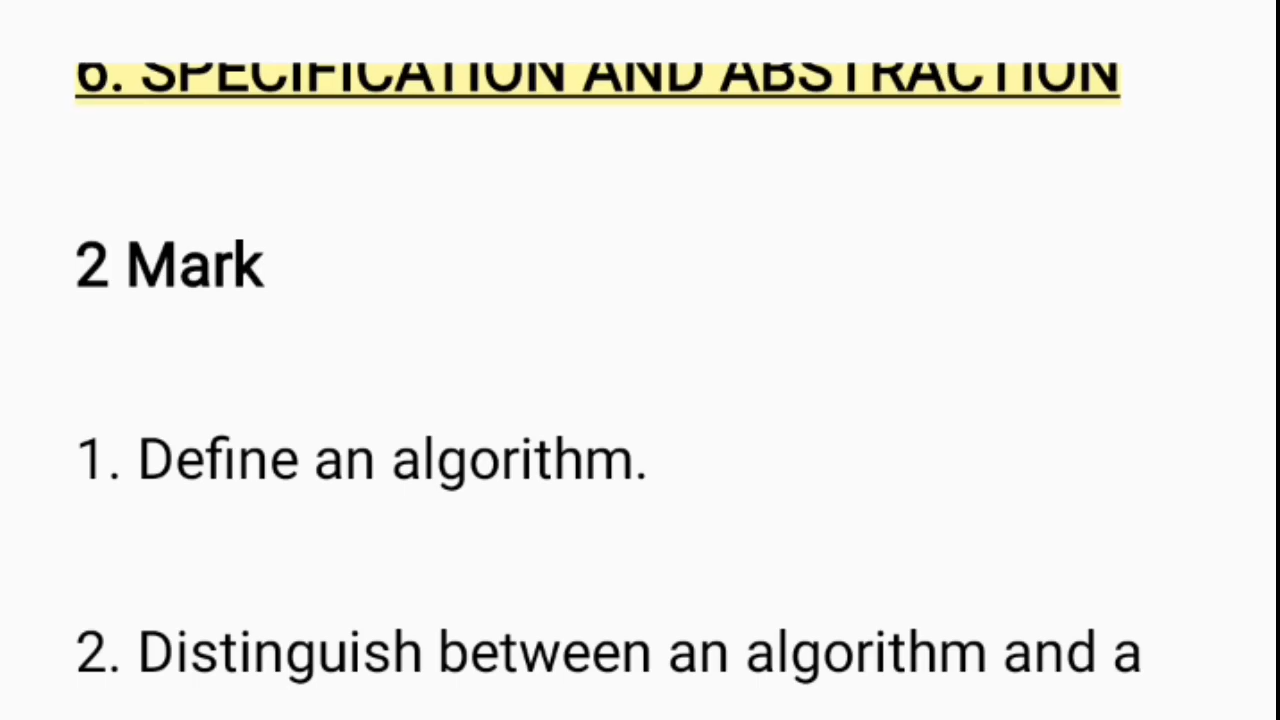 6. SPECIFICATION AND ABSTRACTION
2 Mark
1. Define an algorithm.
2. Distinguish between an algorithm and a